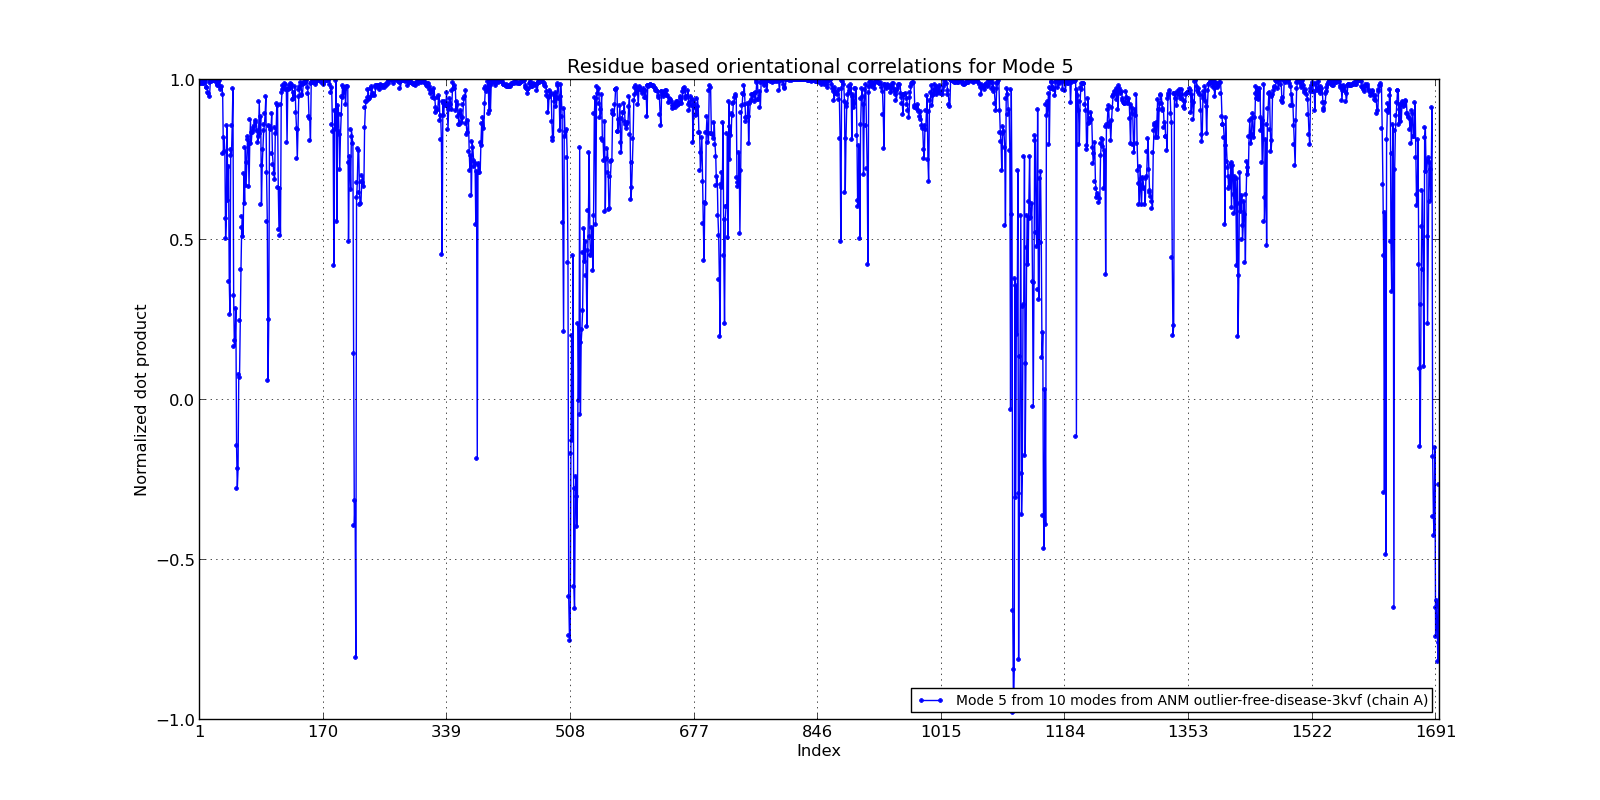 Residue based orientational correlations for Mode 5
1.0
0.5
0.0
−0.5
−1.0
Normalized dot product
Mode 5 from 10 modes from ANM outlier-free-disease-3kvf (chain A)
1 170 339 508 677 846 1015 1184 1353 1522 1691
Index